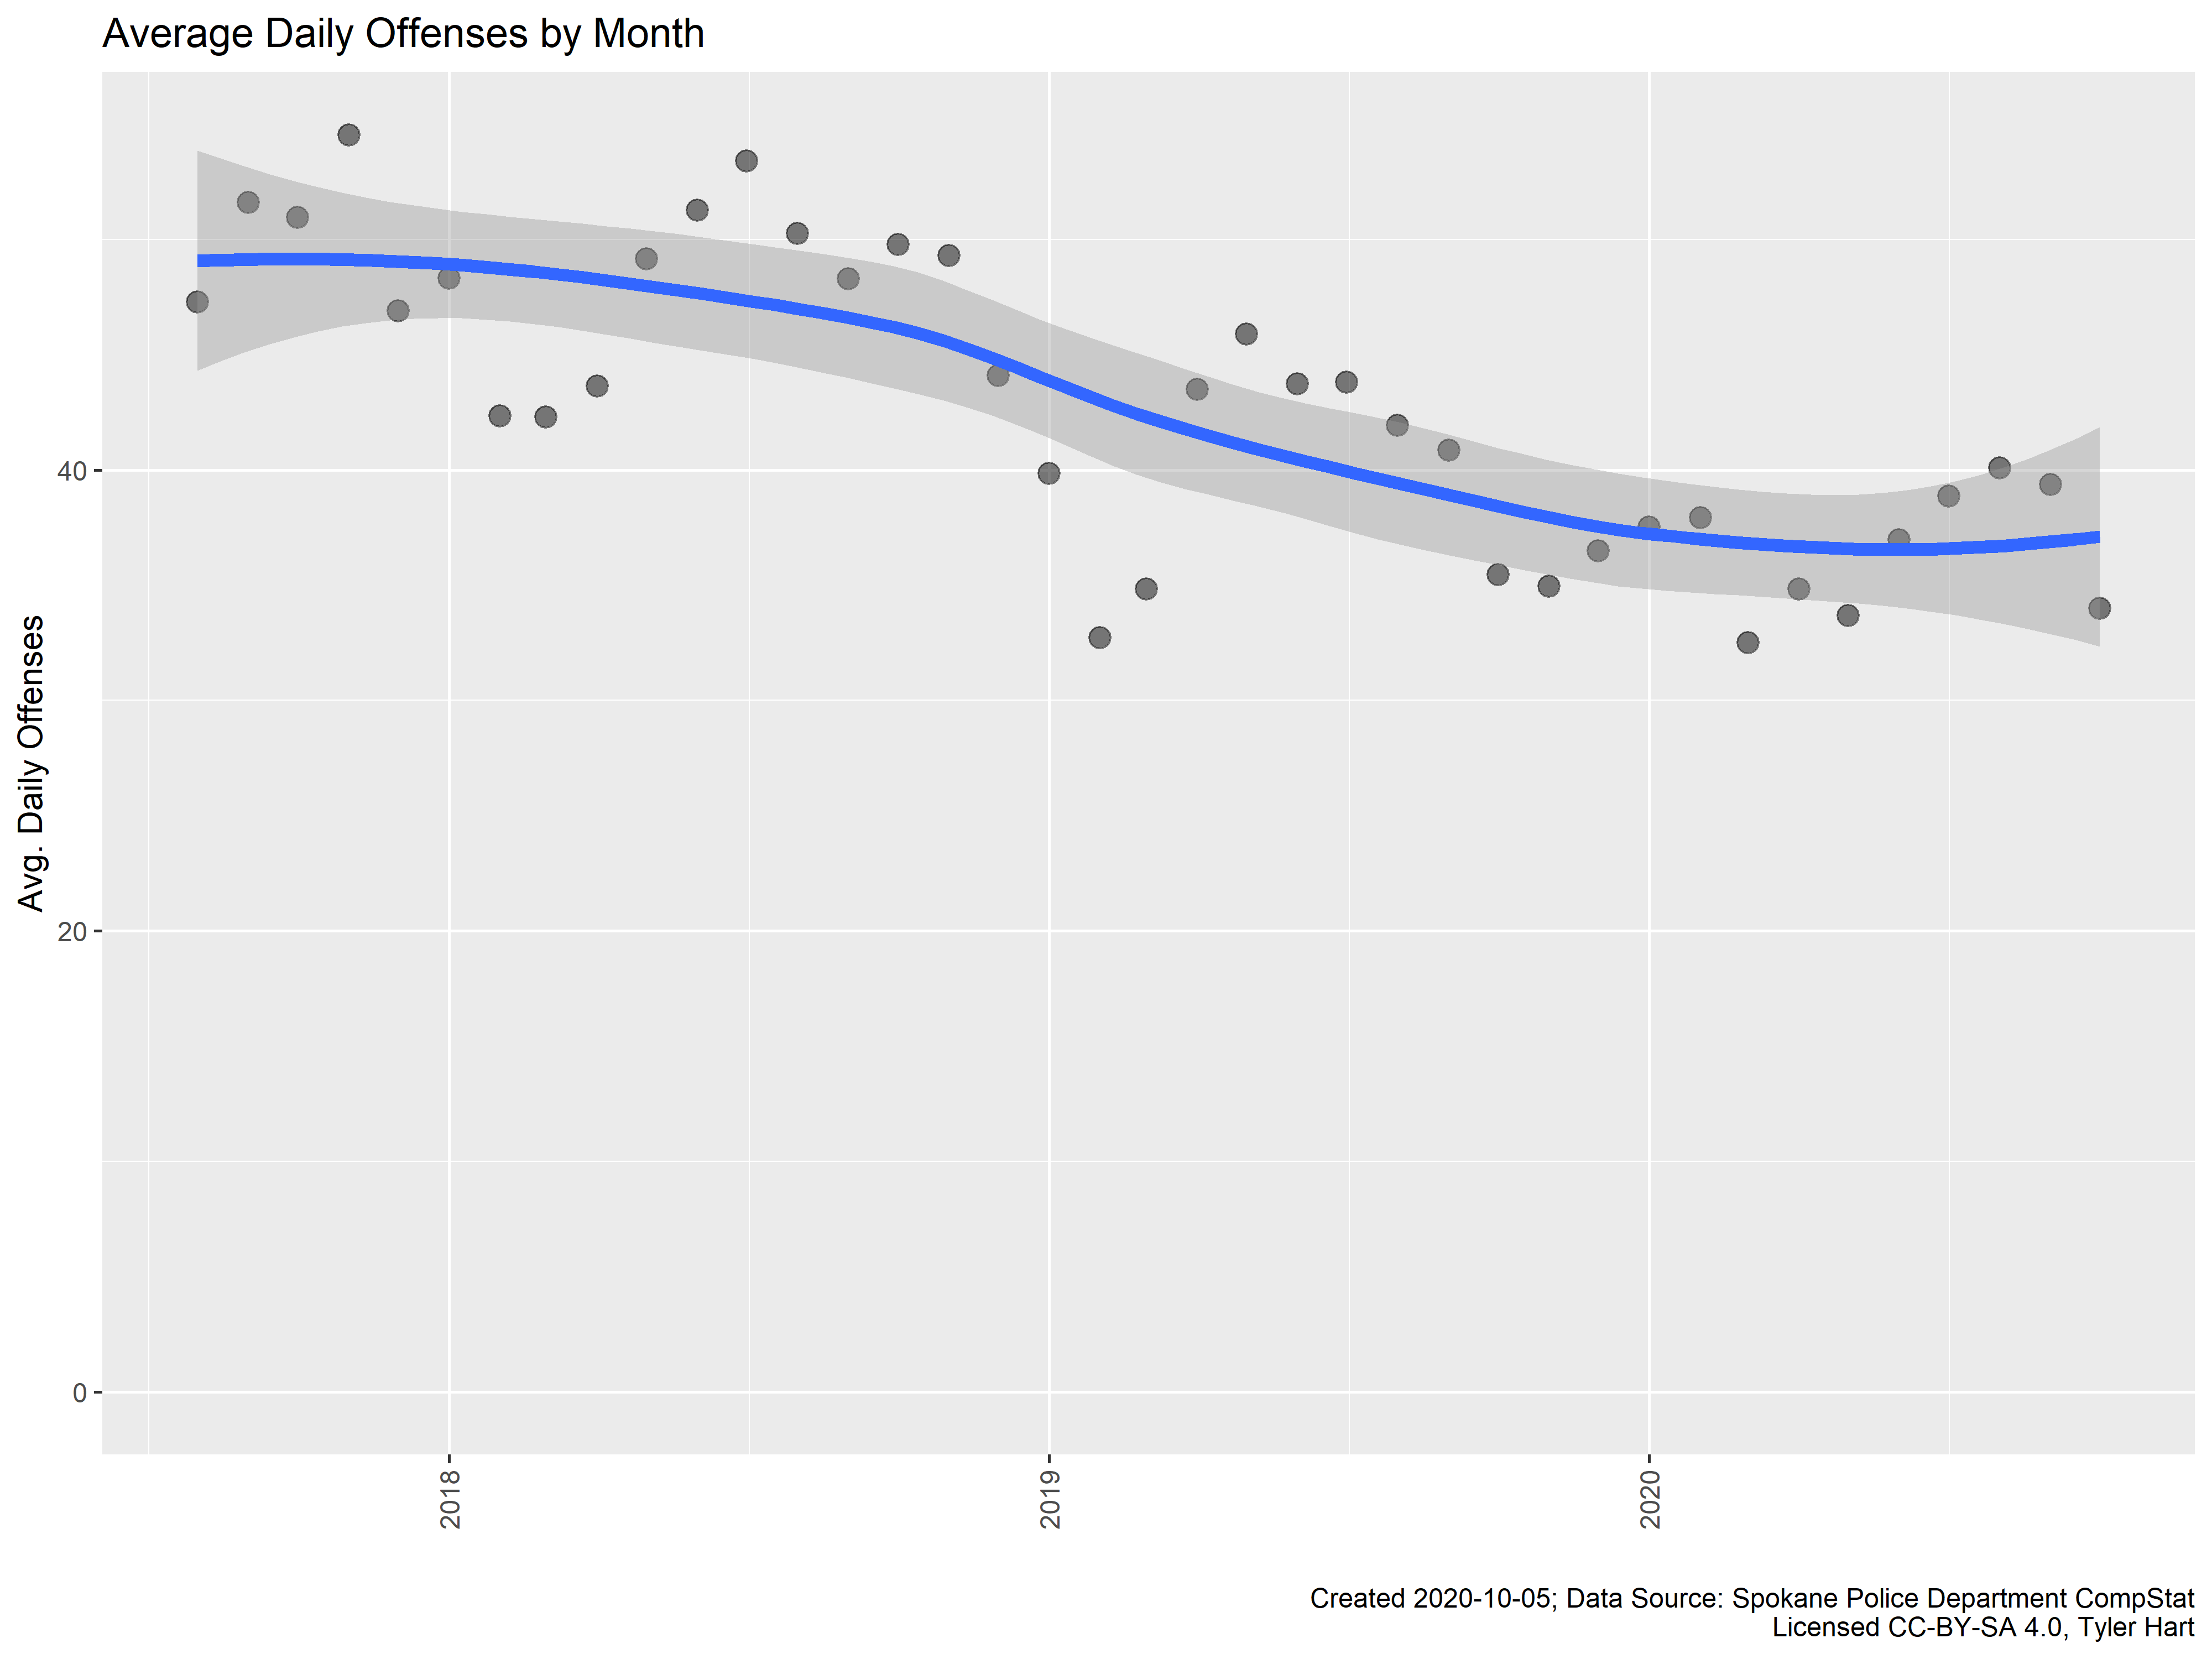 Average Daily Offenses by Month
Avg. Daily Offenses
40
20
0
2018
2019
2020
Created 2020-10-05; Data Source: Spokane Police Department CompStat
Licensed CC-BY-SA 4.0, Tyler Hart